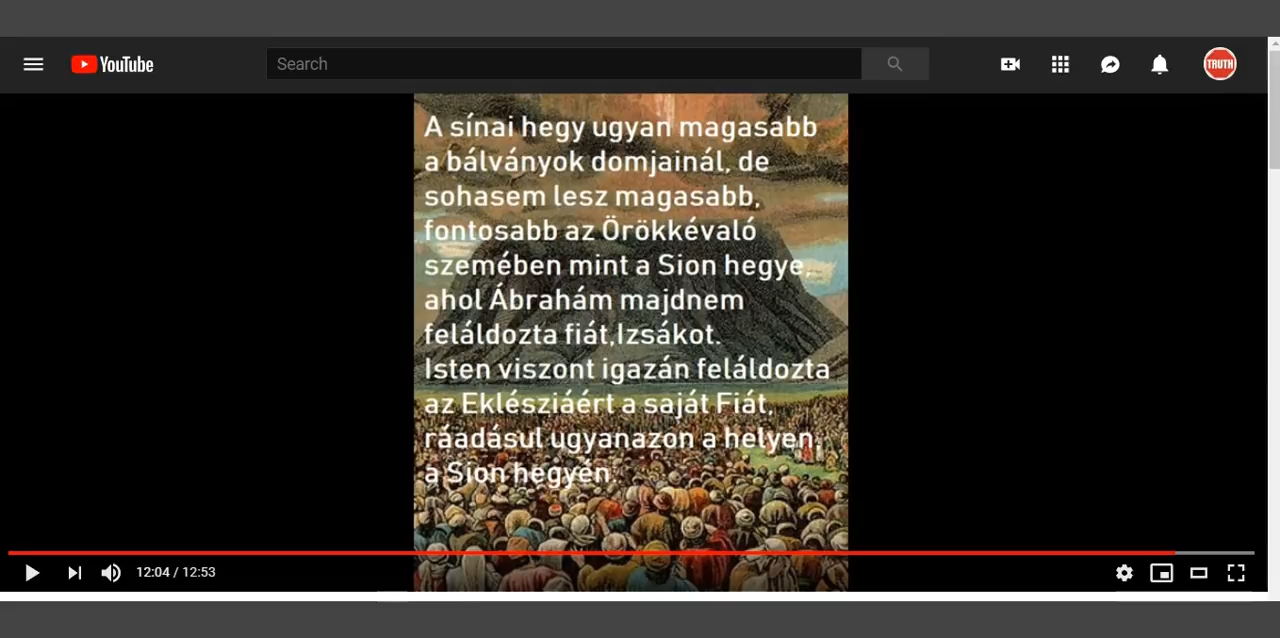 YouTube
Search
TRUTH
A sínai hegy ugyan magasabb
a bálványok domjainál, de
sohasem lesz magasabb,
fontosabb az Örökkévaló
szemében mint a Sion hegye,
ahol Ábrahám majdnem
feláldozta fiát,Izsákot.
Isten viszont igazán feláldozta
az Eklésziáért a saját Fiát,
ráadásul ugyanazon a helyen,
a Sion hegyén.
12:04 / 12:53